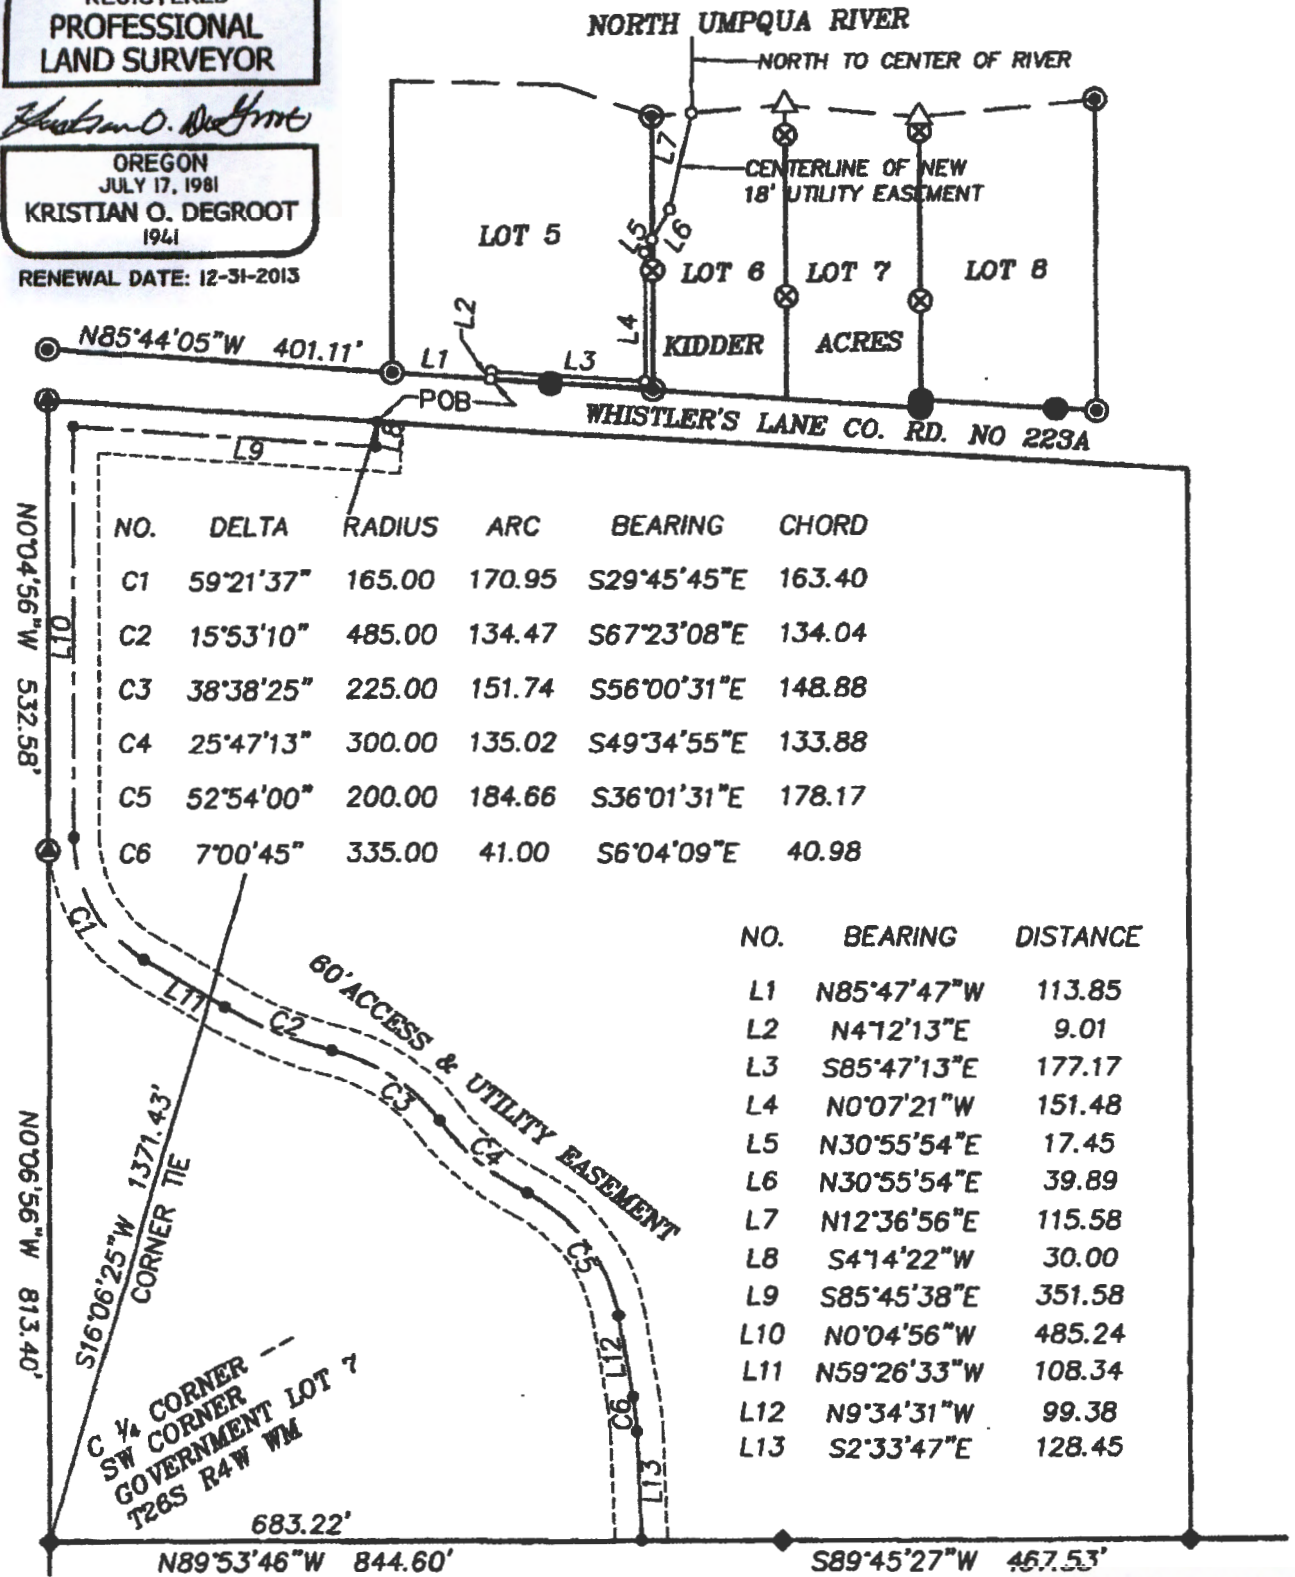 REGISTERED
PROFESSIONAL
LAND SURVEYOR
OREGON
JULY 17, 1981
KRISTIAN O. DEGROOT
1941
RENEWAL DATE: 12-31-2013
NORTH UMPQUA RIVER
NORTH TO CENTER OF RIVER
L7
CENTERLINE OF NEW
18' UTILITY EASEMENT
LOT 5
L5
L6
LOT 6
LOT 7
LOT 8
L2
L4
KIDDER
ACRES
N85°44'05"W 401.11'
L1
L3
POB
WHISTLER'S LANE CO. RD. NO 223A
L8
L9
N0°04'56"W 532.58'
L10
NO. DELTA RADIUS ARC BEARING CHORD
C1 59°21'37" 165.00 170.95 S29°45'45"E 163.40
C2 15°53'10" 485.00 134.47 S67°23'08"E 134.04
C3 38°38'25" 225.00 151.74 S56°00'31"E 148.88
C4 25°47'13" 300.00 135.02 S49°34'55"E 133.88
C5 52°54'00" 200.00 184.66 S36°01'31"E 178.17
C6 7°00'45" 335.00 41.00 S6°04'09"E 40.98
C1
L11
C2
C3
C4
C5
L12
C6
L13
60' ACCESS & UTILITY EASEMENT
NO. BEARING DISTANCE
L1 N85°47'47"W 113.85
L2 N4°12'13"E 9.01
L3 S85°47'13"E 177.17
L4 N0°07'21"W 151.48
L5 N30°55'54"E 17.45
L6 N30°55'54"E 39.89
L7 N12°36'56"E 115.58
L8 S4°14'22"W 30.00
L9 S85°45'38"E 351.58
L10 N0°04'56"W 485.24
L11 N59°26'33"W 108.34
L12 N9°34'31"W 99.38
L13 S2°33'47"E 128.45
N0°06'56"W 813.40'
S16°06'25"W 1371.43'
CORNER TIE
C 1/4 CORNER
SW CORNER
GOVERNMENT LOT 7
T26S R4W WM
683.22'
N89°53'46"W 844.60'
S89°45'27"W 467.53'